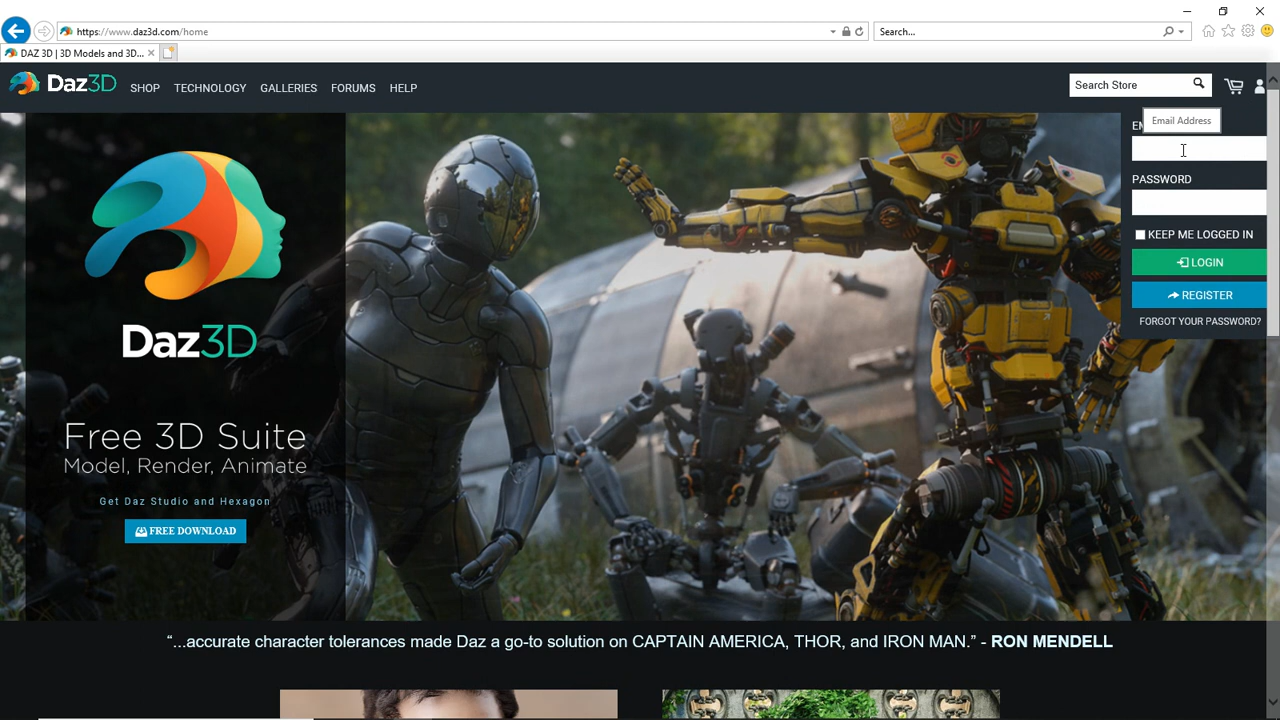 https://www.daz3d.com/home
Search...
DAZ 3D | 3D Models and 3D...
Daz3D
SHOP
TECHNOLOGY
GALLERIES
FORUMS
HELP
Search Store
Email Address
PASSWORD
KEEP ME LOGGED IN
LOGIN
REGISTER
FORGOT YOUR PASSWORD?
Daz3D
Free 3D Suite
Model, Render, Animate
Get Daz Studio and Hexagon
FREE DOWNLOAD
“...accurate character tolerances made Daz a go-to solution on CAPTAIN AMERICA, THOR, and IRON MAN.” - RON MENDELL